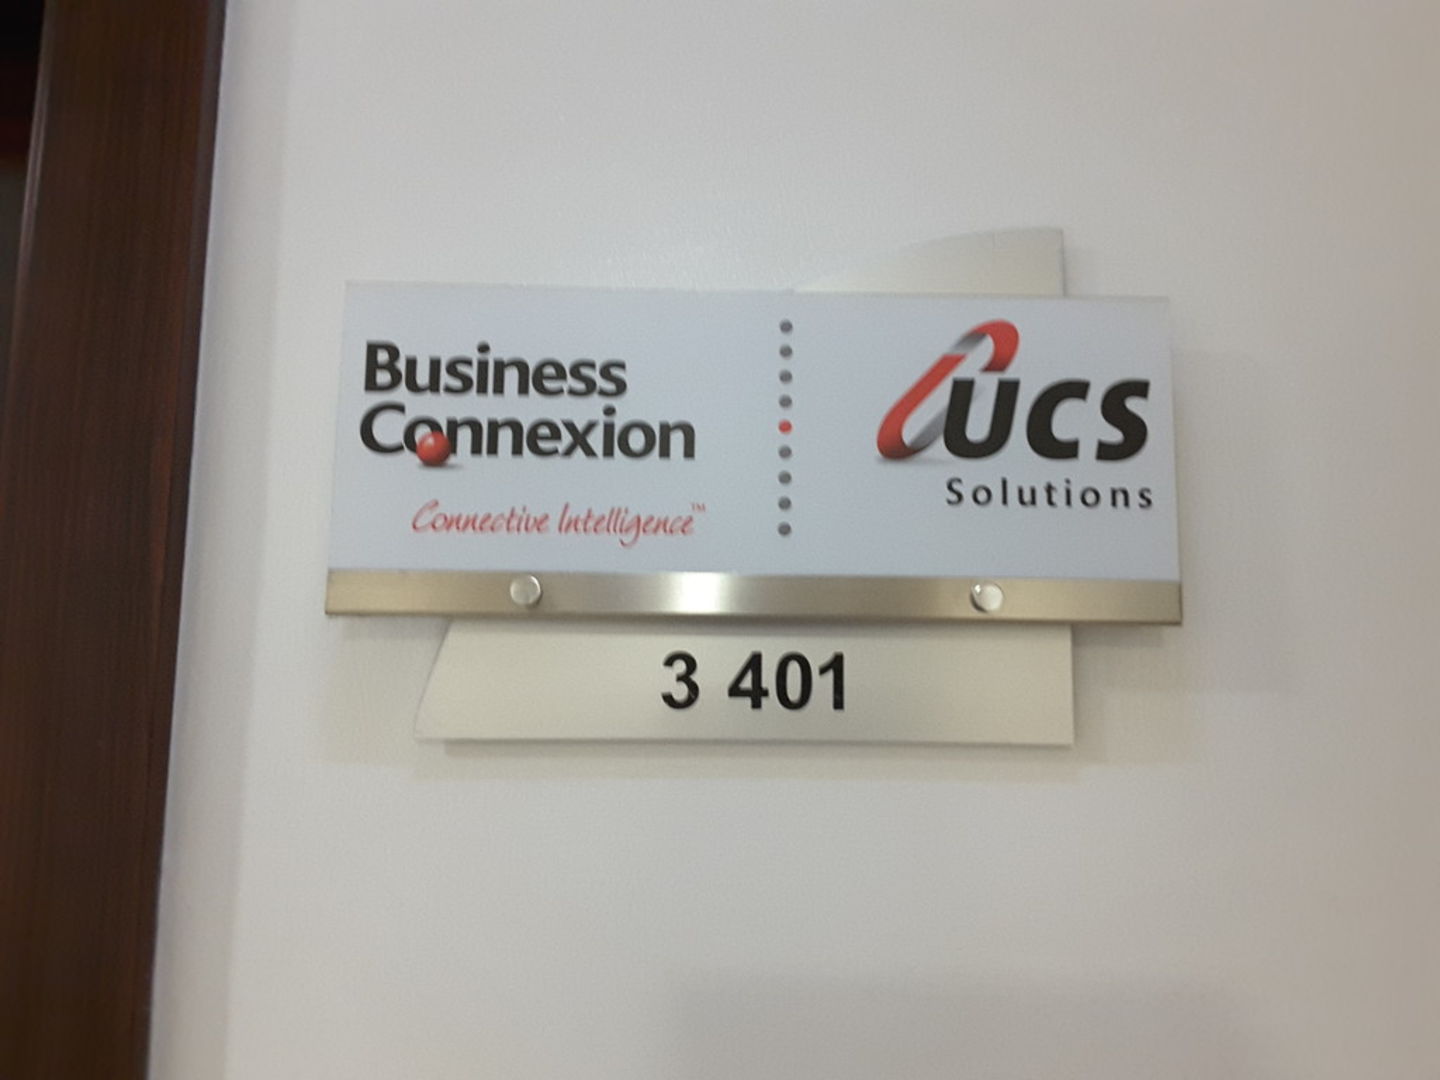 Business
Connexion
Connective Intelligence™
UCS
Solutions
3 401